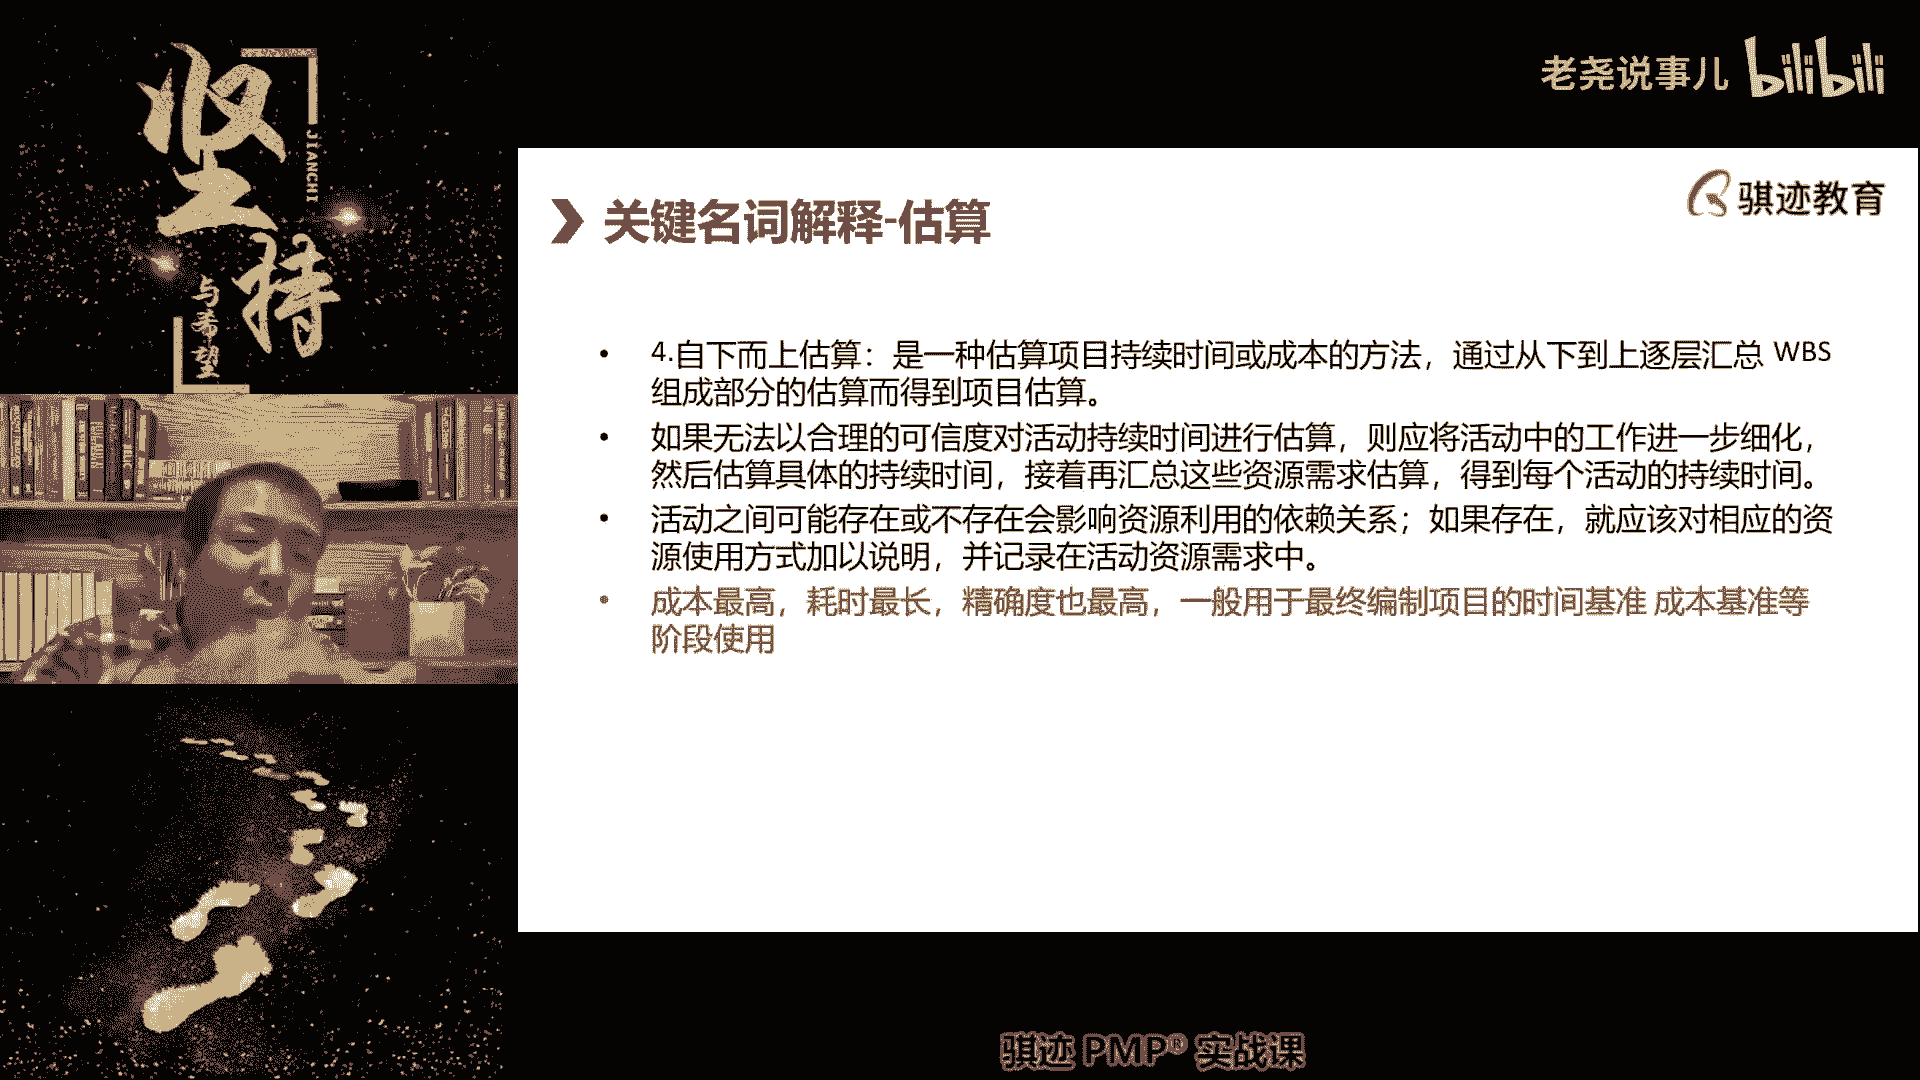 坚持
JIANCHI
与希望
老尧说事儿 bilibili
骐迹教育
关键名词解释-估算
• 4.自下而上估算：是一种估算项目持续时间或成本的方法，通过从下到上逐层汇总 WBS
组成部分的估算而得到项目估算。
• 如果无法以合理的可信度对活动持续时间进行估算，则应将活动中的工作进一步细化，
然后估算具体的持续时间，接着再汇总这些资源需求估算，得到每个活动的持续时间。
• 活动之间可能存在或不存在会影响资源利用的依赖关系；如果存在，就应该对相应的资
源使用方式加以说明，并记录在活动资源需求中。
• 成本最高，耗时最长，精确度也最高，一般用于最终编制项目的时间基准 成本基准等
阶段使用
骐迹 PMP® 实战课